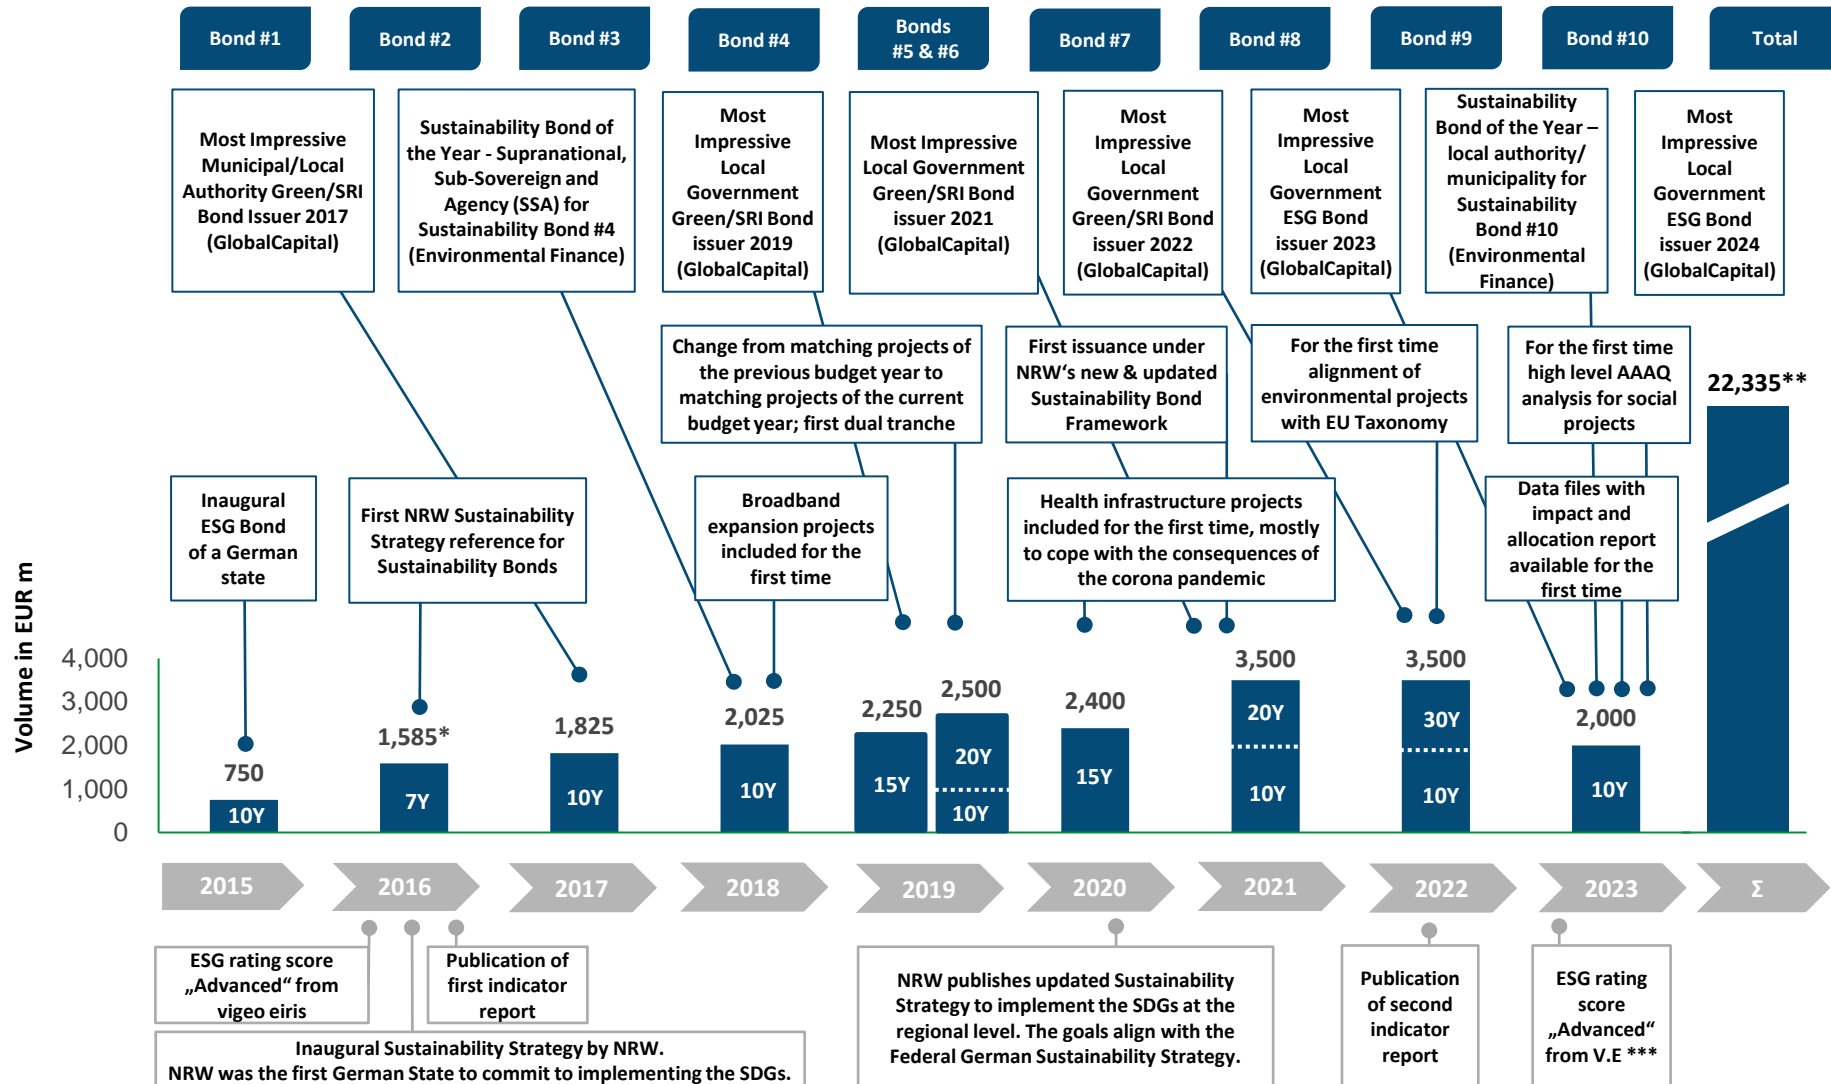 Bond #1
Bond #2
Bond #3
Bond #4
Bonds
#5 & #6
Bond #7
Bond #8
Bond #9
Bond #10
Total
Most Impressive
Municipal/Local
Authority Green/SRI
Bond Issuer 2017
(GlobalCapital)
Sustainability Bond of
the Year - Supranational,
Sub-Sovereign and
Agency (SSA) for
Sustainability Bond #4
(Environmental Finance)
Most
Impressive
Local
Government
Green/SRI Bond
issuer 2019
(GlobalCapital)
Most Impressive
Local Government
Green/SRI Bond
issuer 2021
(GlobalCapital)
Most
Impressive
Local
Government
Green/SRI Bond
issuer 2022
(GlobalCapital)
Most
Impressive
Local
Government
ESG Bond
issuer 2023
(GlobalCapital)
Sustainability
Bond of the Year –
local authority/
municipality for
Sustainability
Bond #10
(Environmental
Finance)
Most
Impressive
Local
Government
ESG Bond
issuer 2024
(GlobalCapital)
Change from matching projects of
the previous budget year to
matching projects of the current
budget year; first dual tranche
First issuance under
NRW‘s new & updated
Sustainability Bond
Framework
For the first time
alignment of
environmental projects
with EU Taxonomy
For the first time
high level AAAQ
analysis for social
projects
22,335**
Inaugural
ESG Bond
of a German
state
First NRW Sustainability
Strategy reference for
Sustainability Bonds
Broadband
expansion projects
included for the
first time
Health infrastructure projects
included for the first time, mostly
to cope with the consequences of
the corona pandemic
Data files with
impact and
allocation report
available for the
first time
Volume in EUR m
4,000
3,000
2,000
1,000
0
750
10Y
1,585*
7Y
1,825
10Y
2,025
10Y
2,250
15Y
2,500
20Y
10Y
2,400
15Y
3,500
20Y
10Y
3,500
30Y
10Y
2,000
10Y
2015
2016
2017
2018
2019
2020
2021
2022
2023
Σ
ESG rating score
„Advanced“ from
vigeo eiris
Publication of
first indicator
report
Inaugural Sustainability Strategy by NRW.
NRW was the first German State to commit to implementing the SDGs.
NRW publishes updated Sustainability
Strategy to implement the SDGs at the
regional level. The goals align with the
Federal German Sustainability Strategy.
Publication
of second
indicator
report
ESG rating
score
„Advanced“
from V.E ***